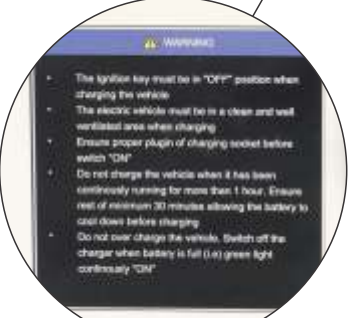 WARNING
The Ignition key must be in "OFF" position when
charging the vehicle
The electric vehicle must be in a clean and well
ventilated area when charging
Ensure proper plugin of charging socket before
switch "ON"
Do not charge the vehicle when it has been
continously running for more than 1 hour. Ensure
rest of minimum 30 minutes allowing the battery to
cool down before charging
Do not over charge the vehicle. Switch off the
charger when battery is full (i.e) green light
continously "ON"